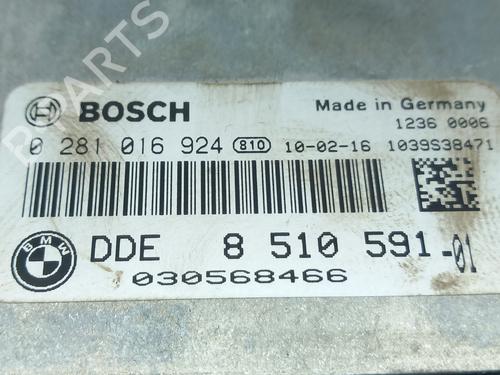 BOSCH
Made in Germany
1236 0006
0 281 016 924 810 10-02-16 1039S38471
BMW
DDE 8 510 591-01
030568466